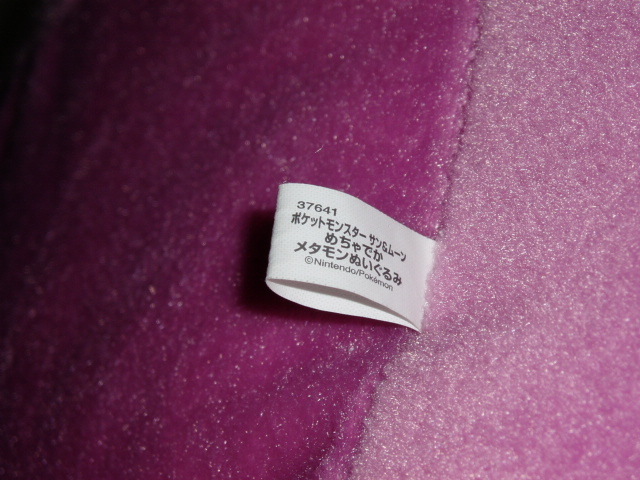 37641
ポケットモンスター サン&ムーン
めちゃでか
メタモンぬいぐるみ
©Nintendo/Pokémon